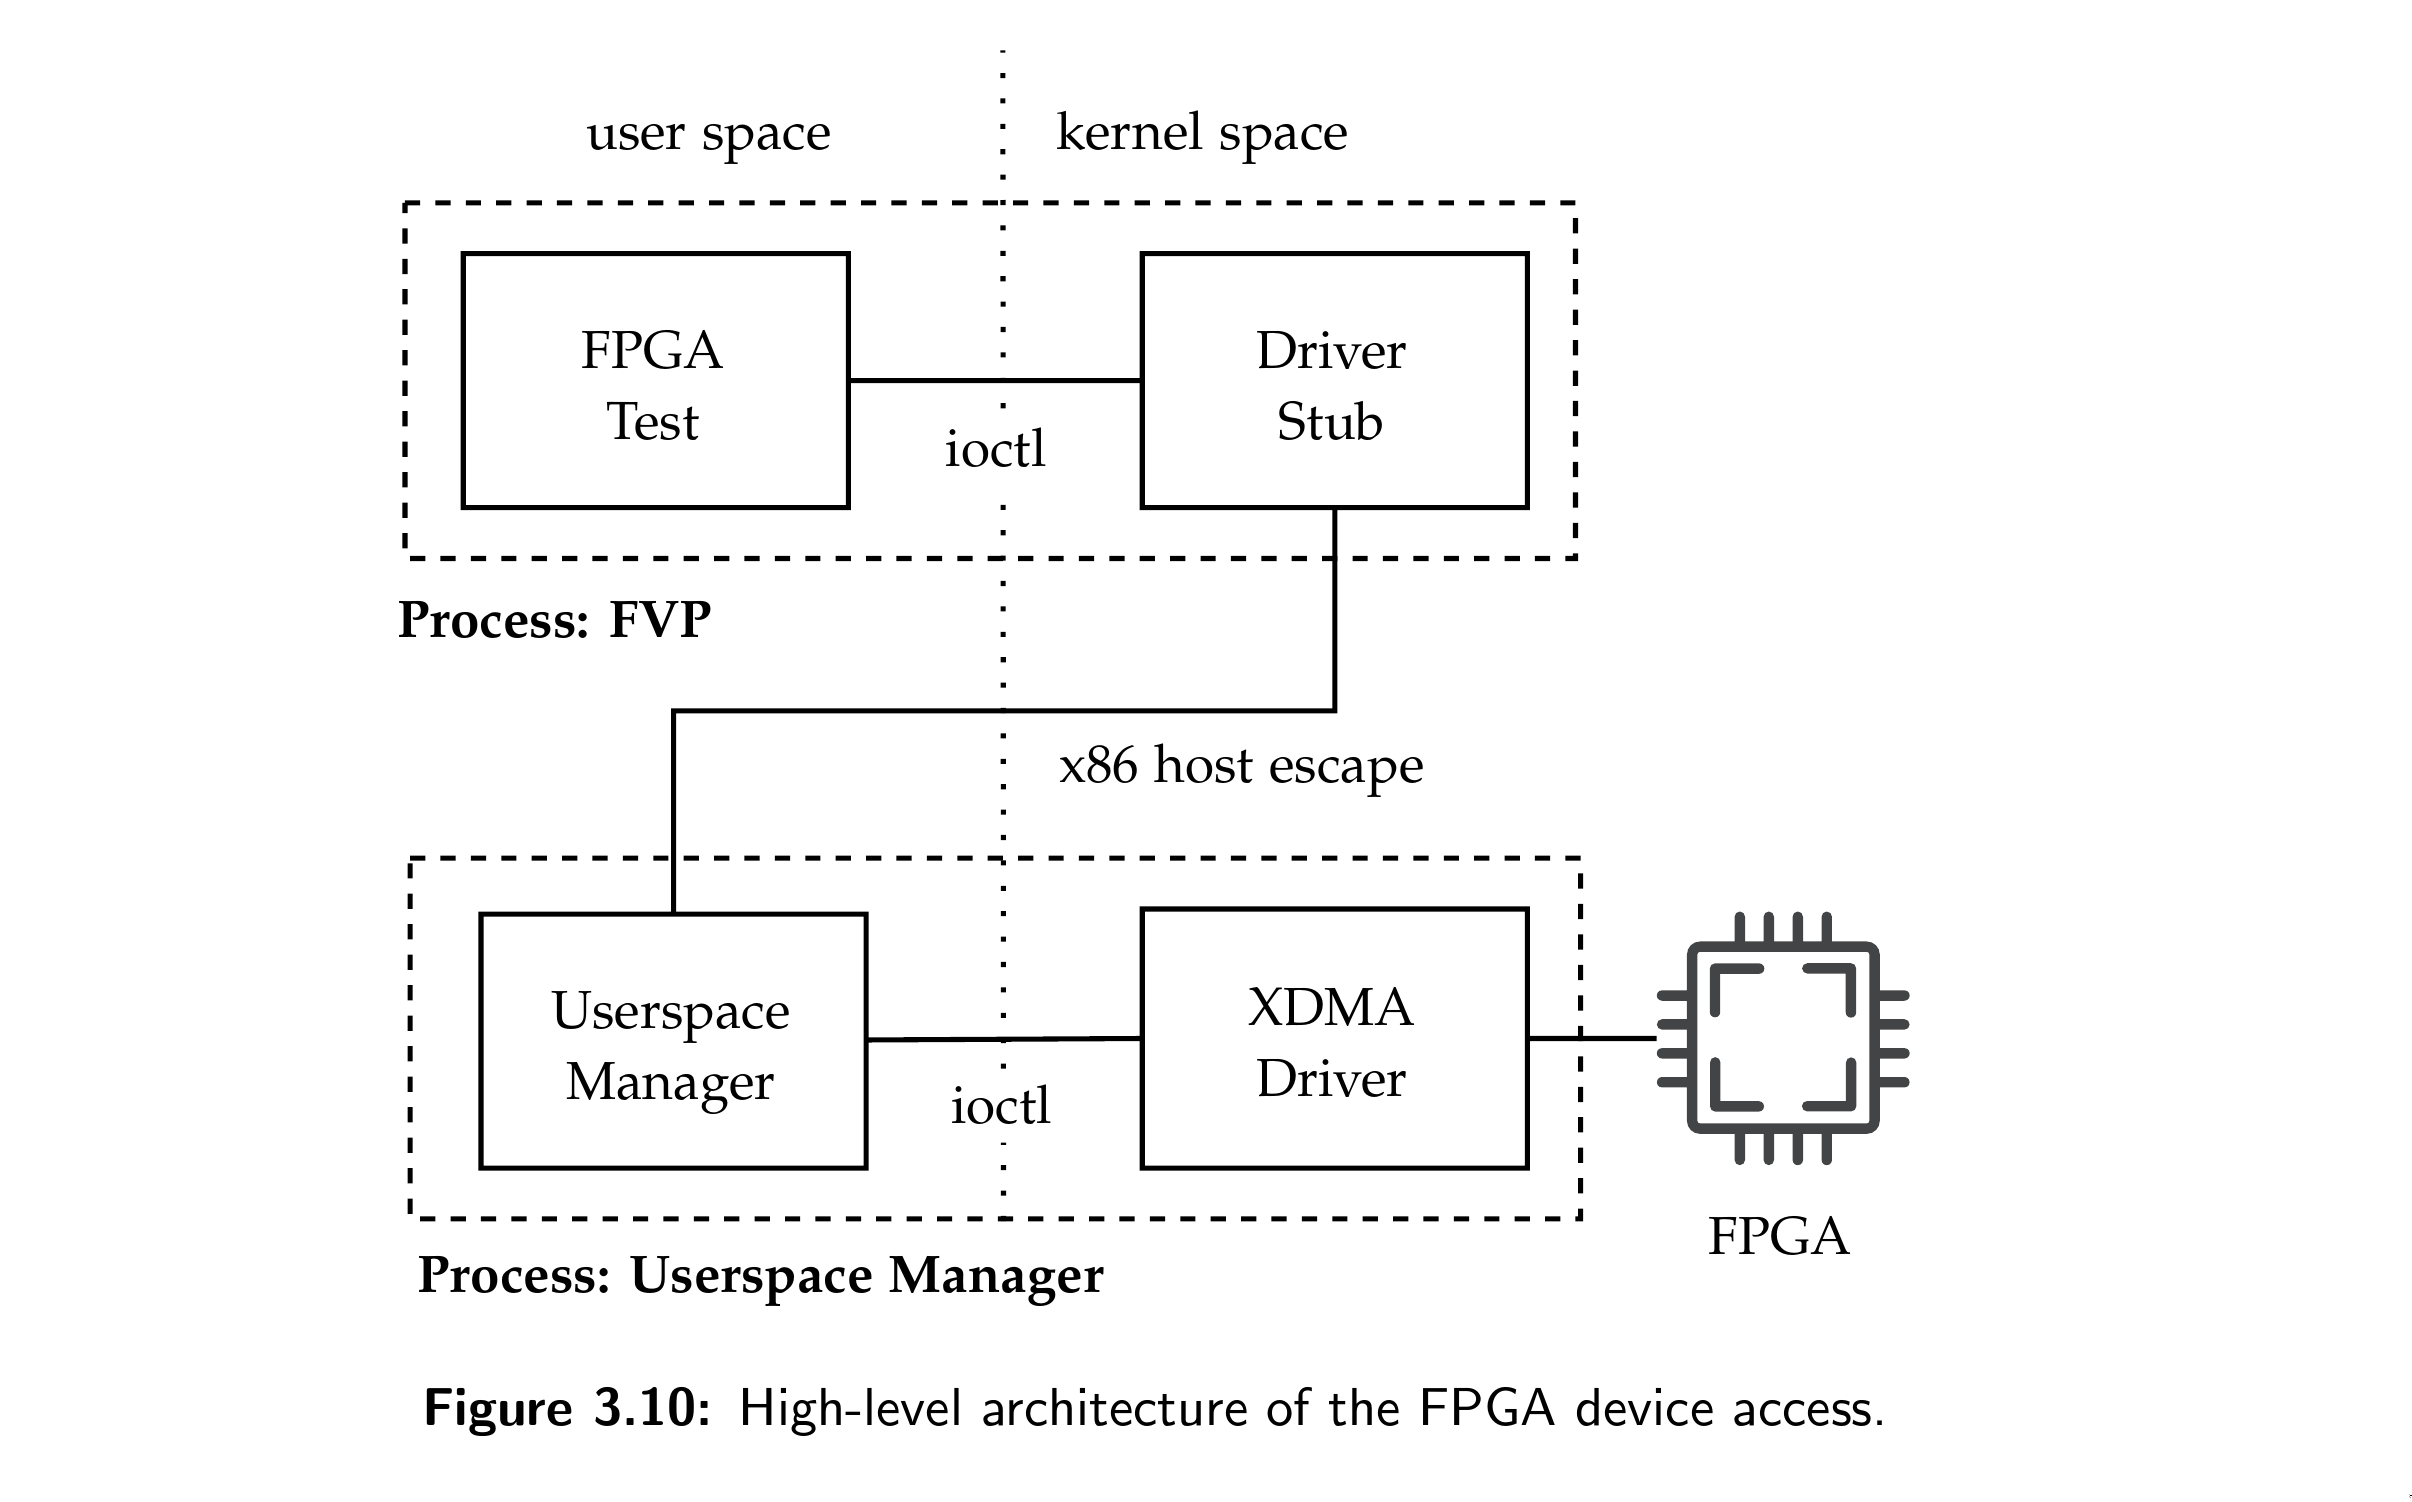 user space
kernel space
FPGA
Test
Driver
Stub
ioctl
Process: FVP
x86 host escape
Userspace
Manager
XDMA
Driver
ioctl
FPGA
Process: Userspace Manager
Figure 3.10: High-level architecture of the FPGA device access.